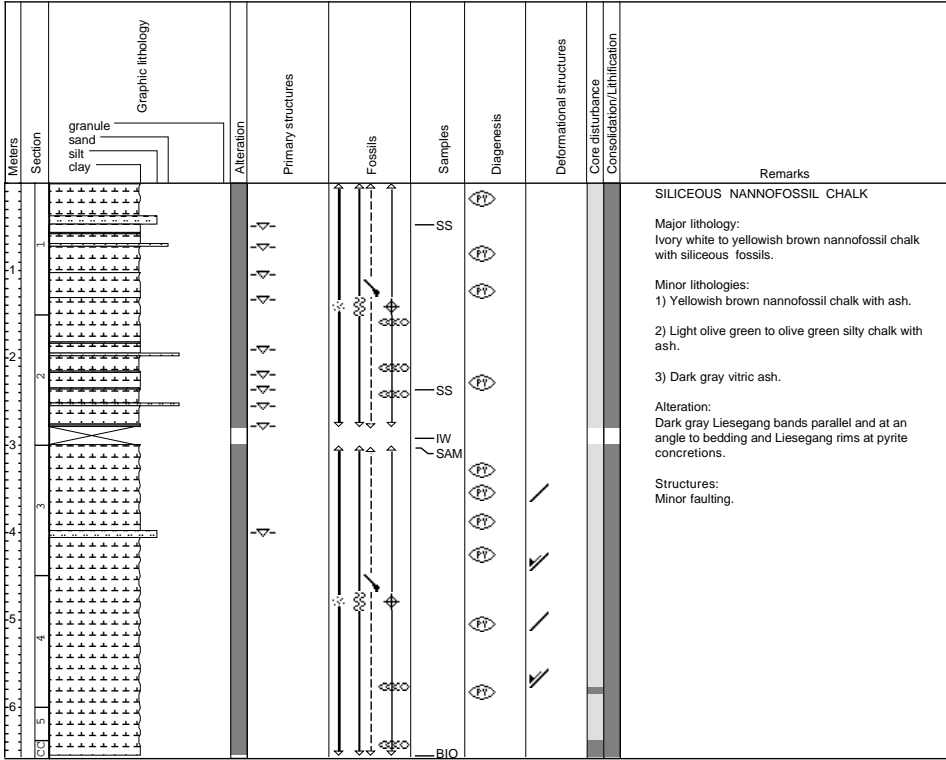 Meters
Section
Graphic lithology
granule
sand
silt
clay
Alteration
Primary structures
Fossils
Samples
Diagenesis
Deformational structures
Core disturbance
Consolidation/Lithification
Remarks
1
2
3
4
5
6
1
2
3
4
5
CC
SS
SS
IW
SAM
BIO
PY
PY
PY
PY
PY
PY
PY
PY
PY
PY
SILICEOUS NANNOFOSSIL CHALK
Major lithology:
Ivory white to yellowish brown nannofossil chalk
with siliceous fossils.
Minor lithologies:
1) Yellowish brown nannofossil chalk with ash.
2) Light olive green to olive green silty chalk with
ash.
3) Dark gray vitric ash.
Alteration:
Dark gray Liesegang bands parallel and at an
angle to bedding and Liesegang rims at pyrite
concretions.
Structures:
Minor faulting.